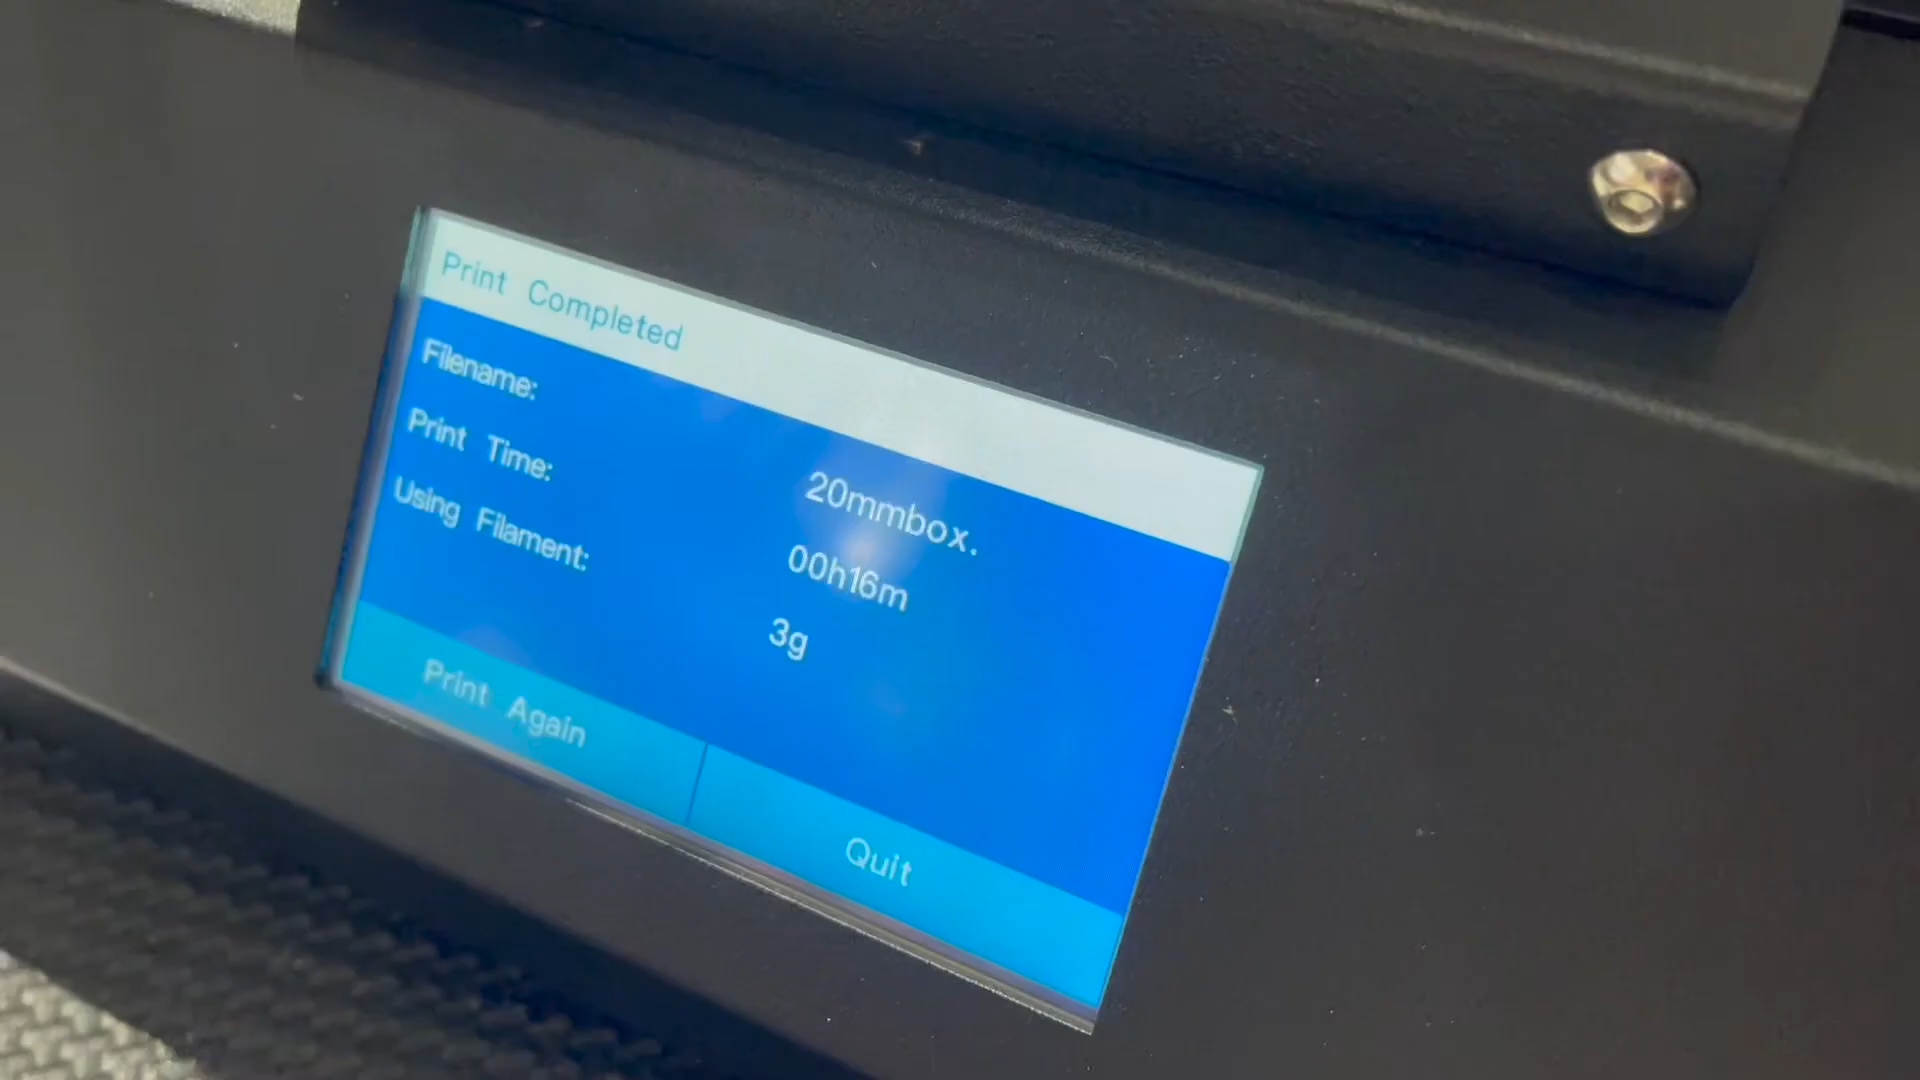 Print Completed
Filename:
20mmbox.
Print Time:
00h16m
Using Filament:
3g
Print Again
Quit